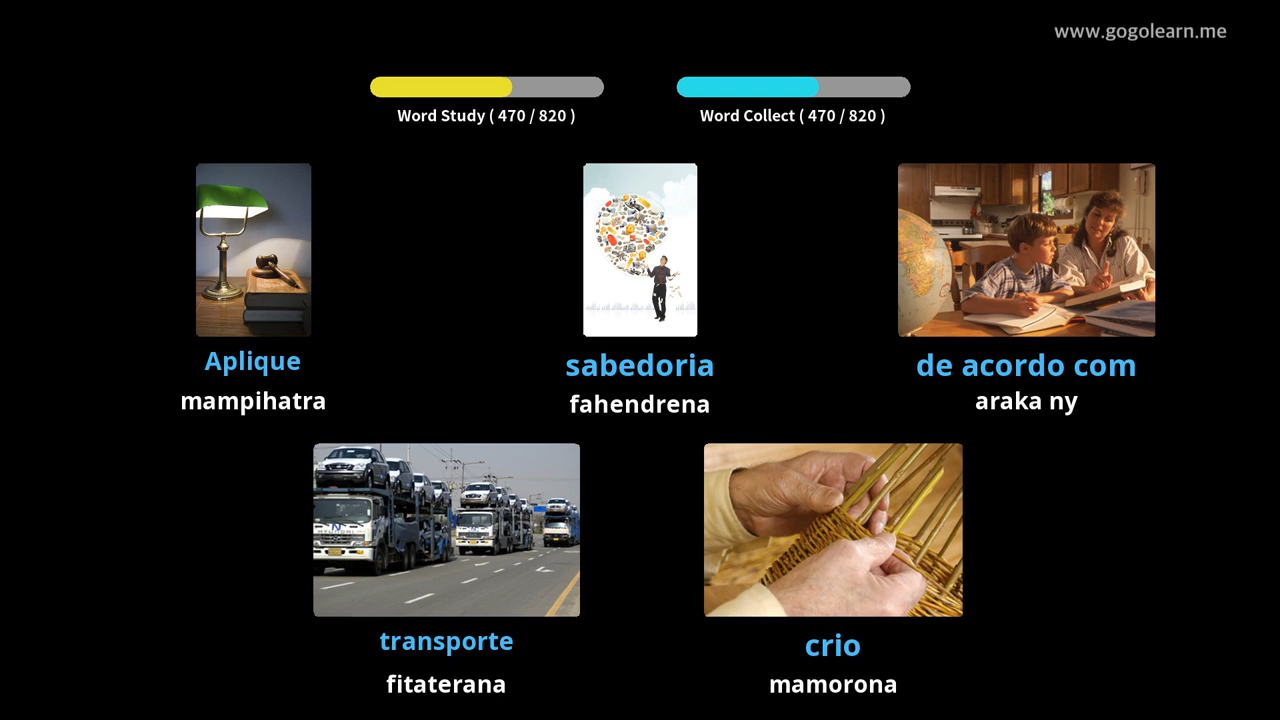 www.gogolearn.me
Word Study ( 470 / 820 )
Word Collect ( 470 / 820 )
Aplique
mampihatra
sabedoria
fahendrena
de acordo com
araka ny
transporte
fitaterana
crio
mamorona